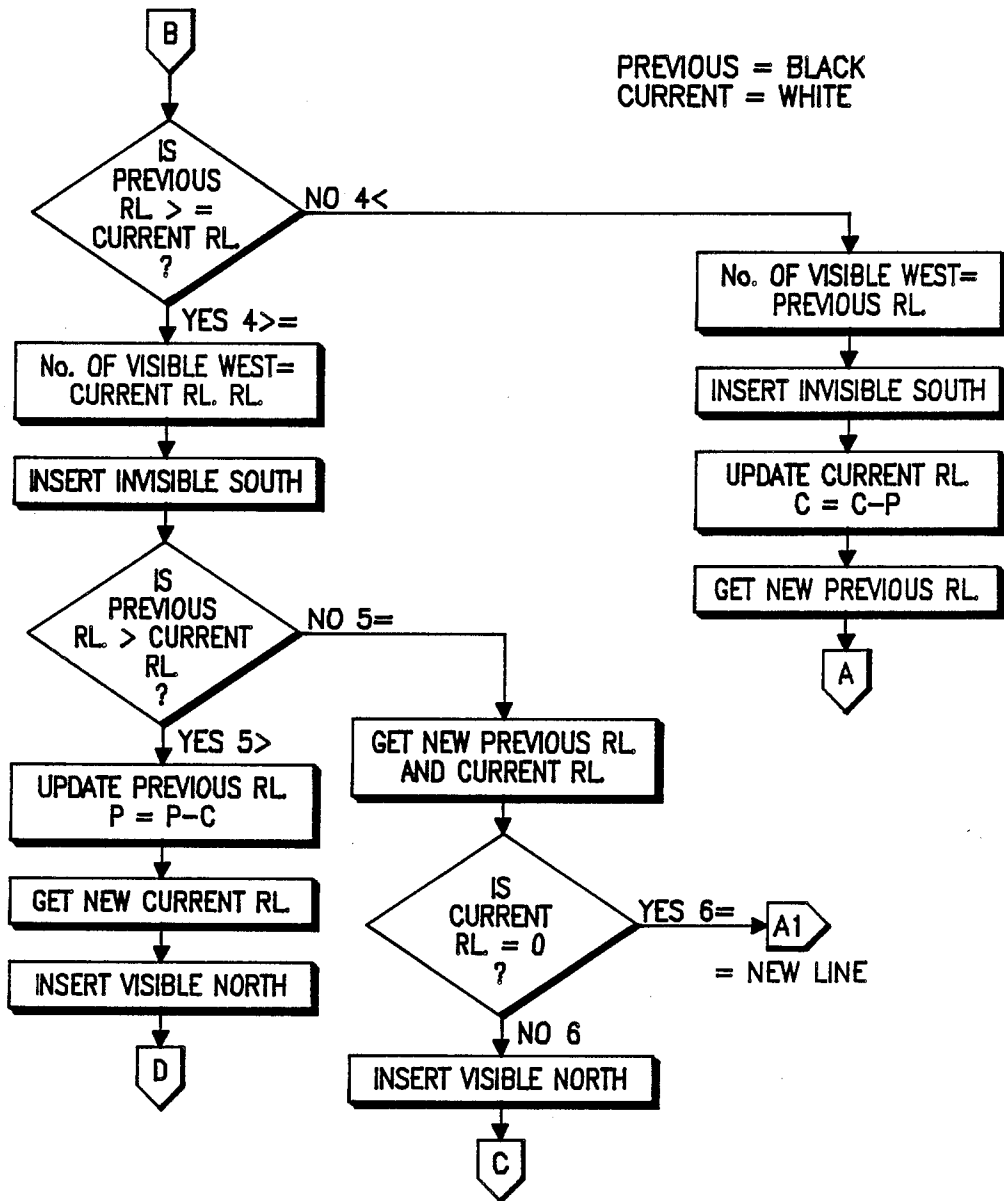 B
PREVIOUS = BLACK
CURRENT = WHITE
IS
PREVIOUS
RL. > =
CURRENT RL.
?
NO 4<
YES 4>=
No. OF VISIBLE WEST=
CURRENT RL. RL.
INSERT INVISIBLE SOUTH
No. OF VISIBLE WEST=
PREVIOUS RL.
INSERT INVISIBLE SOUTH
UPDATE CURRENT RL.
C = C-P
GET NEW PREVIOUS RL.
A
IS
PREVIOUS
RL. > CURRENT
RL.
?
NO 5=
YES 5>
UPDATE PREVIOUS RL.
P = P-C
GET NEW CURRENT RL.
INSERT VISIBLE NORTH
D
GET NEW PREVIOUS RL.
AND CURRENT RL.
IS
CURRENT
RL. = 0
?
YES 6=
A1
= NEW LINE
NO 6
INSERT VISIBLE NORTH
C